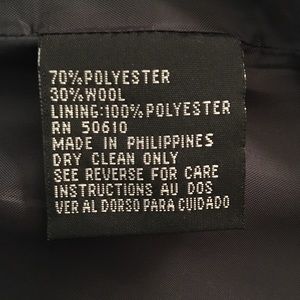 70% POLYESTER
30% WOOL
LINING:100% POLYESTER
RN 50610
MADE IN PHILIPPINES
DRY CLEAN ONLY
SEE REVERSE FOR CARE
INSTRUCTIONS AU DOS
VER AL DORSO PARA CUIDADO